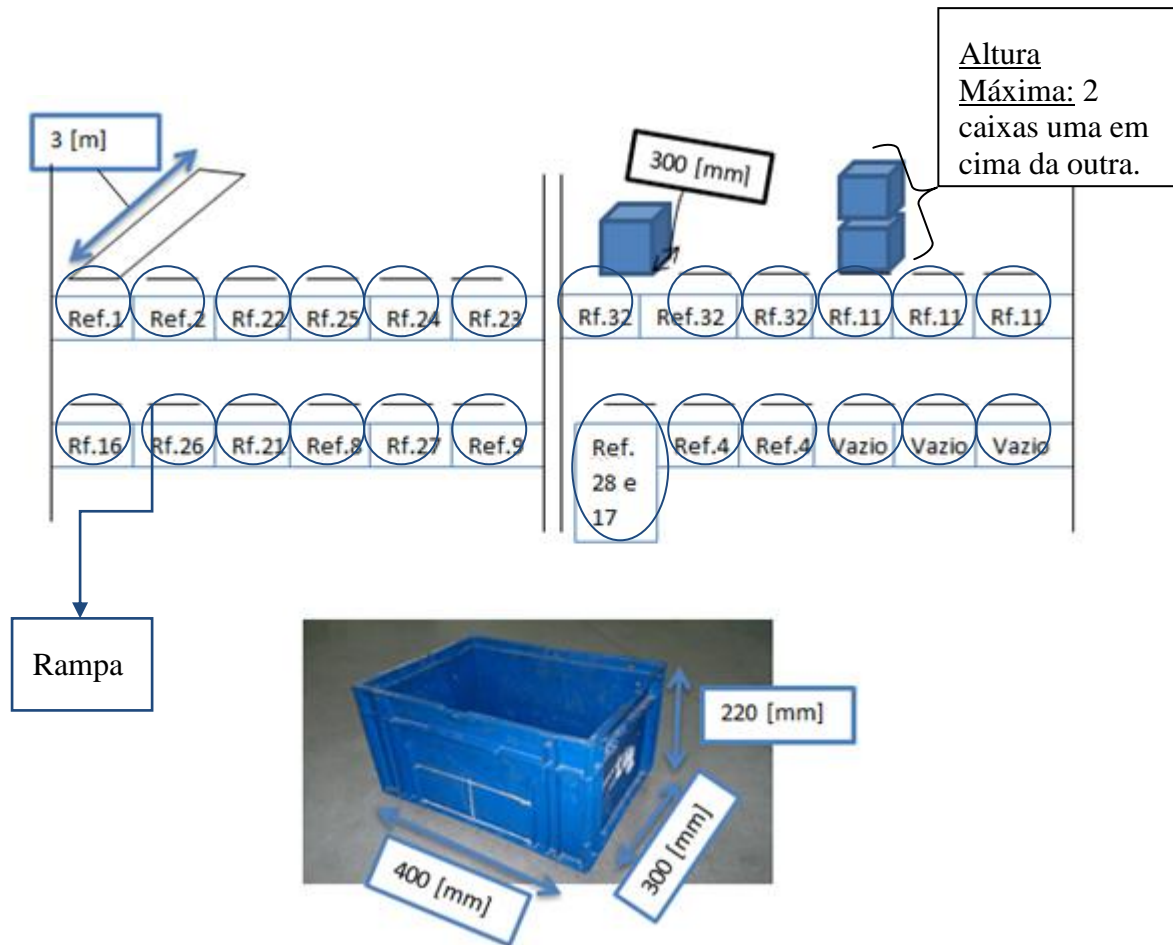 Altura
Máxima: 2
caixas uma em
cima da outra.
3 [m]
300 [mm]
Ref.1 Ref.2 Rf.22 Rf.25 Rf.24 Rf.23
Rf.32 Ref.32 Rf.32 Rf.11 Rf.11 Rf.11
Rf.16 Rf.26 Rf.21 Ref.8 Rf.27 Ref.9
Ref.
28 e
17
Ref.4 Ref.4 Vazio Vazio Vazio
Rampa
220 [mm]
300 [mm]
400 [mm]